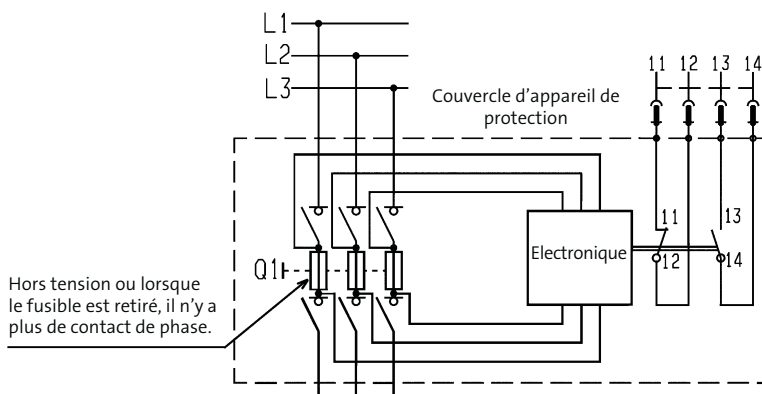 L1
L2
L3
11 12 13 14
Couvercle d'appareil de
protection
11
13
Electronique
12
14
Q1
Hors tension ou lorsque
le fusible est retiré, il n'y a
plus de contact de phase.